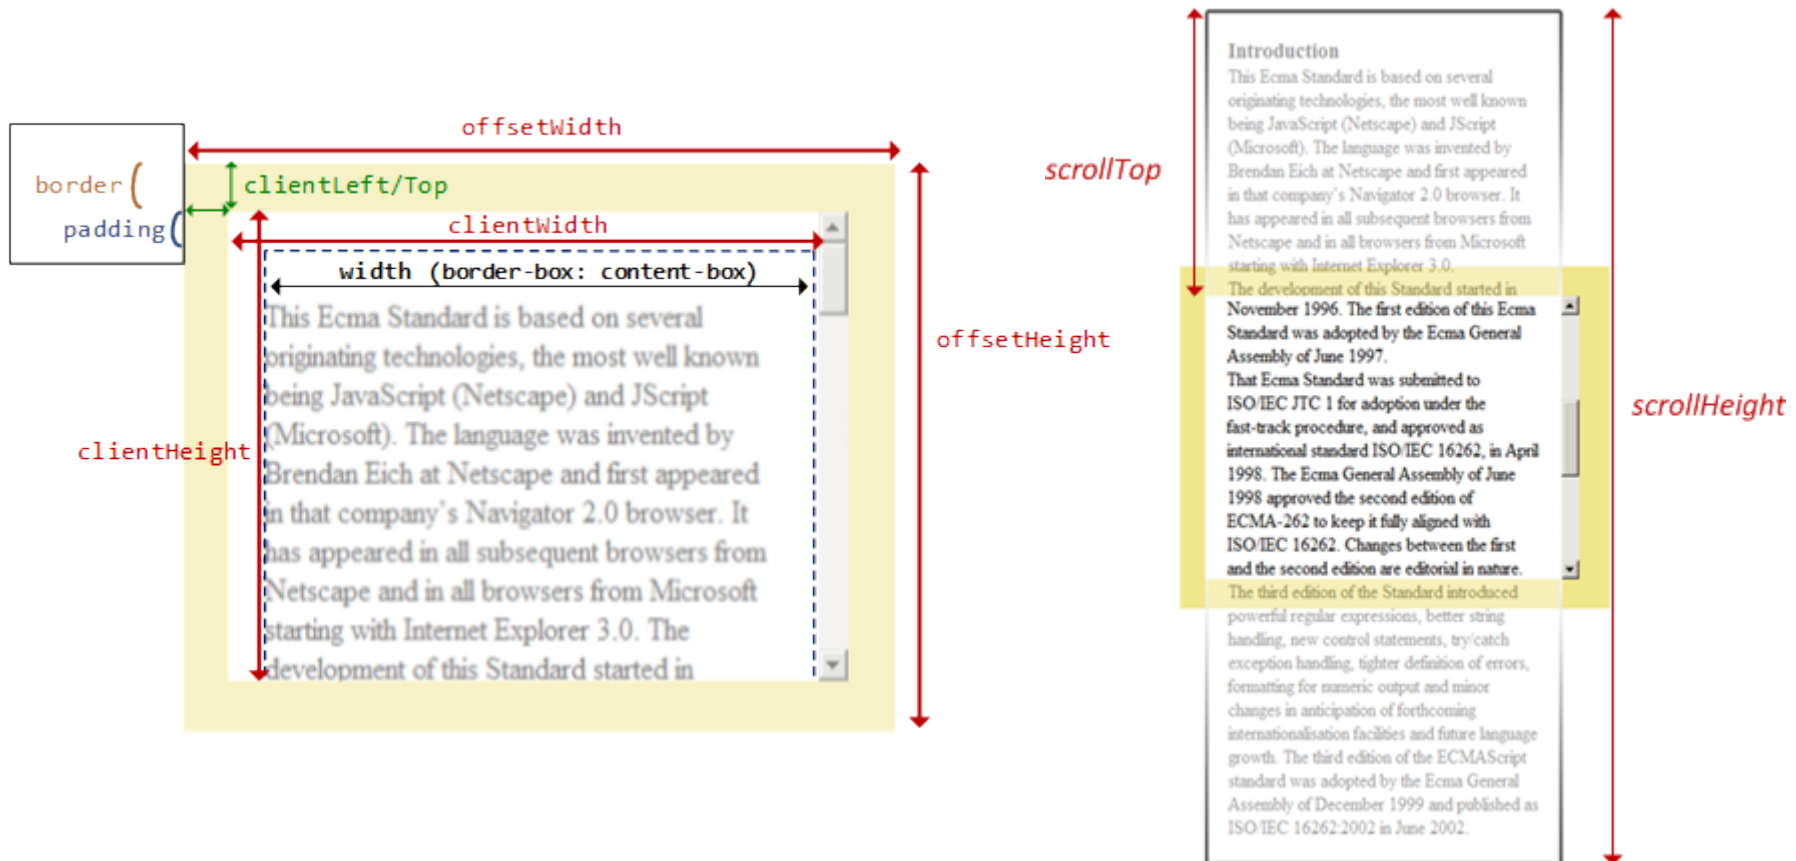 offsetWidth
border(
clientLeft/Top
padding(
clientWidth
width (border-box: content-box)
This Ecma Standard is based on several
originating technologies, the most well known
being JavaScript (Netscape) and JScript
(Microsoft). The language was invented by
Brendan Eich at Netscape and first appeared
in that company's Navigator 2.0 browser. It
has appeared in all subsequent browsers from
Netscape and in all browsers from Microsoft
starting with Internet Explorer 3.0. The
development of this Standard started in
clientHeight
offsetHeight
scrollTop
Introduction
This Ecma Standard is based on several
originating technologies, the most well known
being JavaScript (Netscape) and JScript
(Microsoft). The language was invented by
Brendan Eich at Netscape and first appeared
in that company's Navigator 2.0 browser. It
has appeared in all subsequent browsers from
Netscape and in all browsers from Microsoft
starting with Internet Explorer 3.0.
The development of this Standard started in
November 1996. The first edition of this Ecma
Standard was adopted by the Ecma General
Assembly of June 1997.
That Ecma Standard was submitted to
ISO/IEC JTC 1 for adoption under the
fast-track procedure, and approved as
international standard ISO/IEC 16262, in April
1998. The Ecma General Assembly of June
1998 approved the second edition of
ECMA-262 to keep it fully aligned with
ISO/IEC 16262. Changes between the first
and the second edition are editorial in nature.
The third edition of the Standard introduced
powerful regular expressions, better string
handling, new control statements, try/catch
exception handling, tighter definition of errors,
formatting for numeric output and minor
changes in anticipation of forthcoming
internationalisation facilities and future language
growth. The third edition of the ECMAScript
standard was adopted by the Ecma General
Assembly of December 1999 and published as
ISO/IEC 16262:2002 in June 2002.
scrollHeight